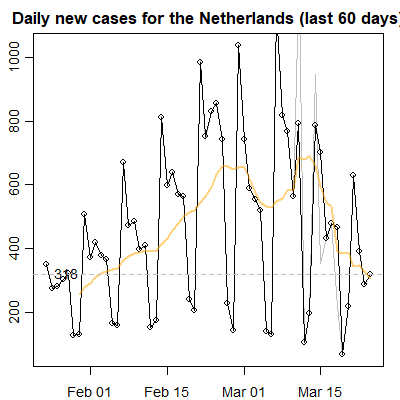 Daily new cases for the Netherlands (last 60 days)
1000
800
600
400
200
318
Feb 01
Feb 15
Mar 01
Mar 15